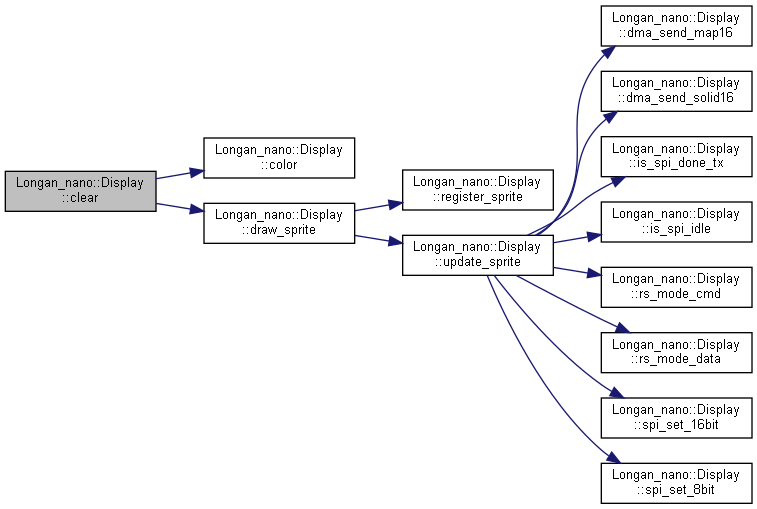 Longan_nano::Display
::clear
Longan_nano::Display
::color
Longan_nano::Display
::draw_sprite
Longan_nano::Display
::register_sprite
Longan_nano::Display
::update_sprite
Longan_nano::Display
::dma_send_map16
Longan_nano::Display
::dma_send_solid16
Longan_nano::Display
::is_spi_done_tx
Longan_nano::Display
::is_spi_idle
Longan_nano::Display
::rs_mode_cmd
Longan_nano::Display
::rs_mode_data
Longan_nano::Display
::spi_set_16bit
Longan_nano::Display
::spi_set_8bit